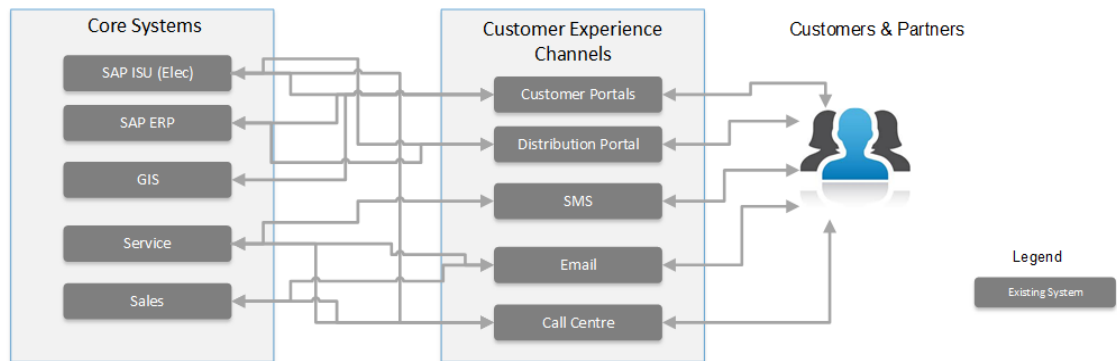 Core Systems
SAP ISU (Elec)
SAP ERP
GIS
Service
Sales
Customer Experience
Channels
Customer Portals
Distribution Portal
SMS
Email
Call Centre
Customers & Partners
Legend
Existing System